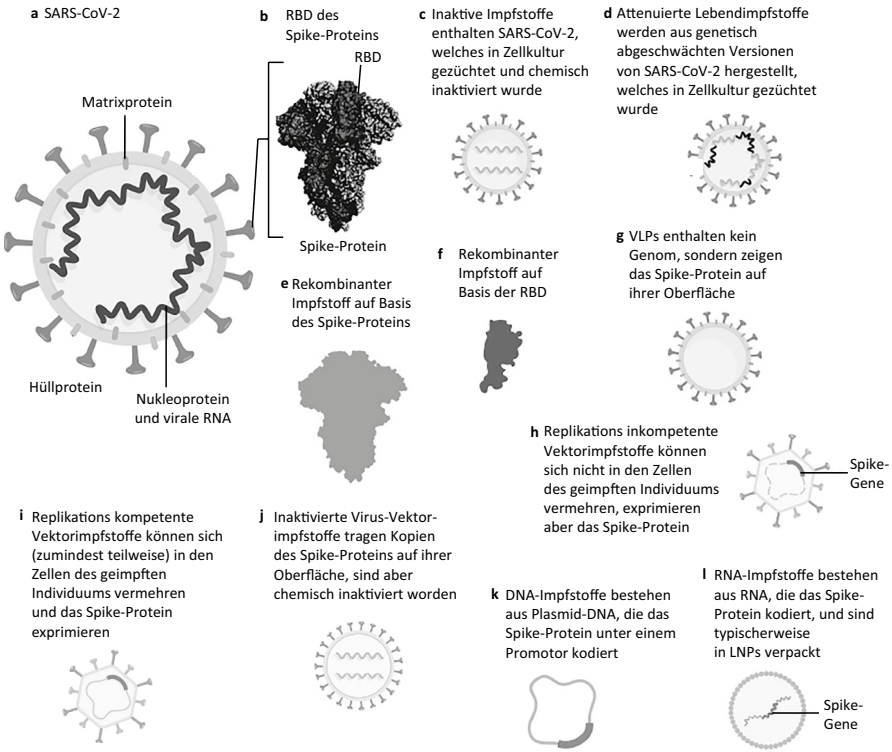 a SARS-CoV-2
Matrixprotein
Hüllprotein
Nukleoprotein
und virale RNA
b RBD des
Spike-Proteins
RBD
Spike-Protein
c Inaktive Impfstoffe
enthalten SARS-CoV-2,
welches in Zellkultur
gezüchtet und chemisch
inaktiviert wurde
d Attenuierte Lebendimpfstoffe
werden aus genetisch
abgeschwächten Versionen
von SARS-CoV-2 hergestellt,
welches in Zellkultur gezüchtet
wurde
e Rekombinanter
Impfstoff auf Basis
des Spike-Proteins
f Rekombinanter
Impfstoff auf
Basis der RBD
g VLPs enthalten kein
Genom, sondern zeigen
das Spike-Protein auf
ihrer Oberfläche
h Replikations inkompetente
Vektorimpfstoffe können
sich nicht in den Zellen
des geimpften Individuums
vermehren, exprimieren
aber das Spike-Protein
Spike-
Gene
i Replikations kompetente
Vektorimpfstoffe können sich
(zumindest teilweise) in den
Zellen des geimpften
Individuums vermehren
und das Spike-Protein
exprimieren
j Inaktivierte Virus-Vektor-
impfstoffe tragen Kopien
des Spike-Proteins auf ihrer
Oberfläche, sind aber
chemisch inaktiviert worden
k DNA-Impfstoffe bestehen
aus Plasmid-DNA, die das
Spike-Protein unter einem
Promotor kodiert
l RNA-Impfstoffe bestehen
aus RNA, die das Spike-
Protein kodiert, und sind
typischerweise
in LNPs verpackt
Spike-
Gene